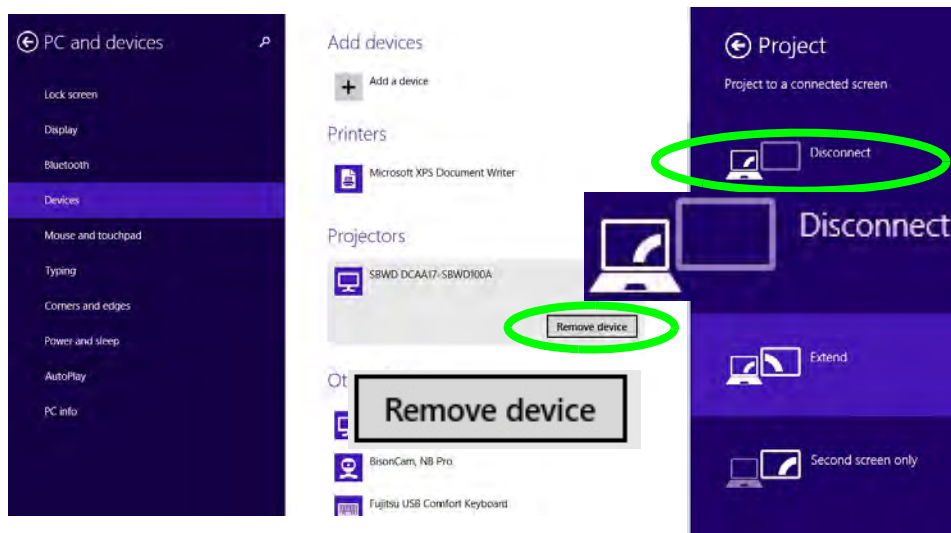 PC and devices
Lock screen
Display
Bluetooth
Devices
Mouse and touchpad
Typing
Corners and edges
Power and sleep
AutoPlay
PC info
Add devices
Add a device
Printers
Microsoft XPS Document Writer
Projectors
SBWD DCAA17-SBWD100A
Remove device
Ot
Remove device
BisonCam, NB Pro
Fujitsu USB Comfort Keyboard
Project
Project to a connected screen
Disconnect
Disconnect
Extend
Second screen only